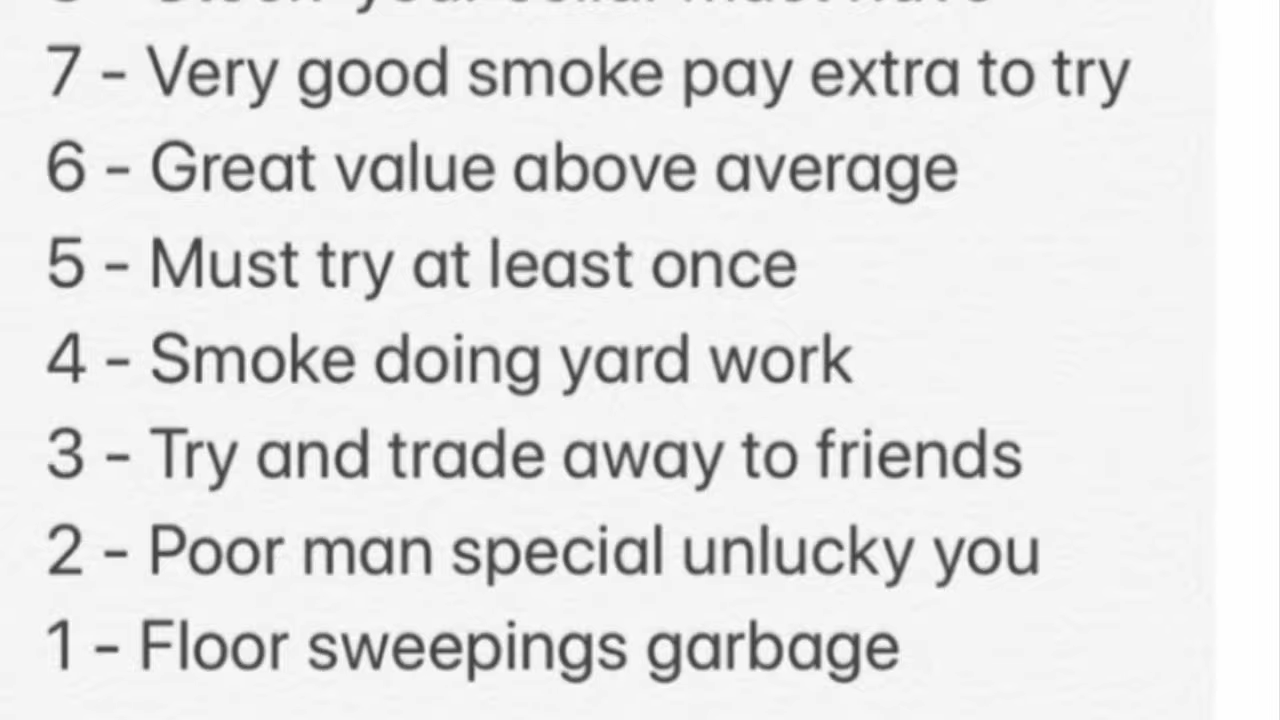 7 - Very good smoke pay extra to try
6 - Great value above average
5 - Must try at least once
4 - Smoke doing yard work
3 - Try and trade away to friends
2 - Poor man special unlucky you
1 - Floor sweepings garbage